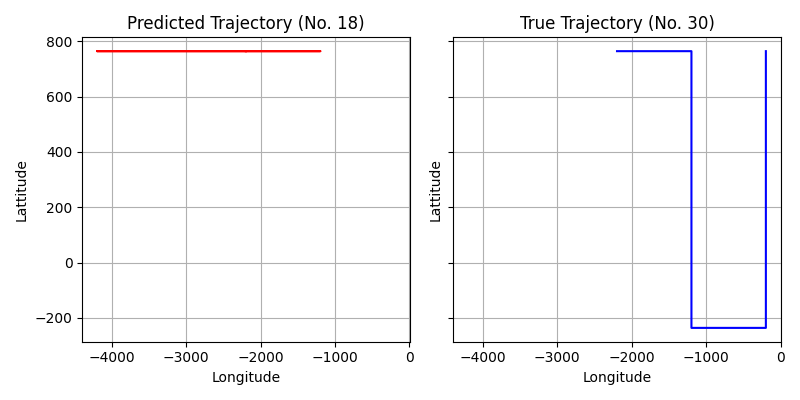 Predicted Trajectory (No. 18)
True Trajectory (No. 30)
800
600
400
200
0
−200
Lattitude
Lattitude
−4000 −3000 −2000 −1000 0
−4000 −3000 −2000 −1000 0
Longitude
Longitude